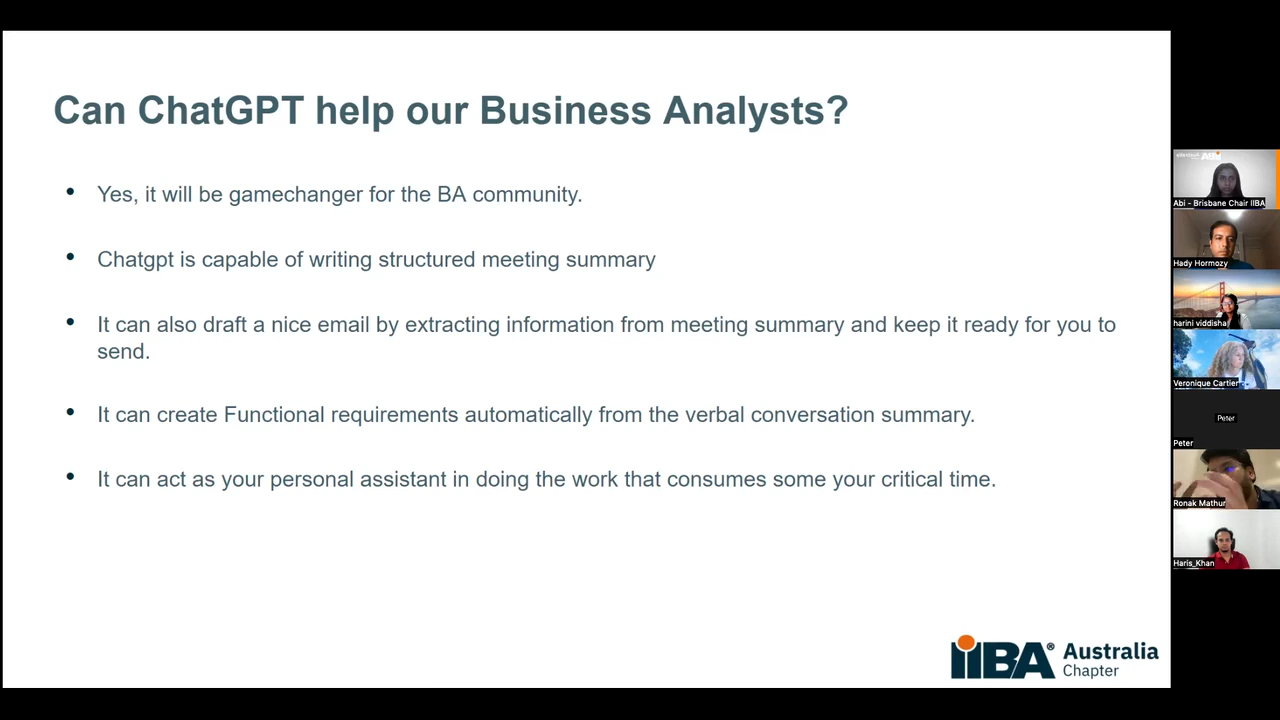 Can ChatGPT help our Business Analysts?
• Yes, it will be gamechanger for the BA community.
• Chatgpt is capable of writing structured meeting summary
• It can also draft a nice email by extracting information from meeting summary and keep it ready for you to
send.
• It can create Functional requirements automatically from the verbal conversation summary.
• It can act as your personal assistant in doing the work that consumes some your critical time.
iiBA® Australia
Chapter
Abi - Brisbane Chair IIBA
Hady Hormozy
harini viddisha
Veronique Cartier
Peter
Peter
Ronak Mathur
Haris_Khan